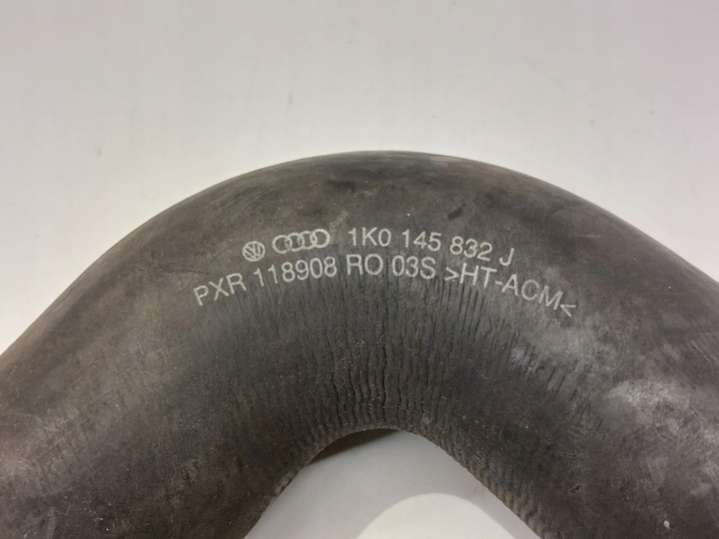 1K0 145 832 J
PXR 118908 RO 03S >HT-ACM<